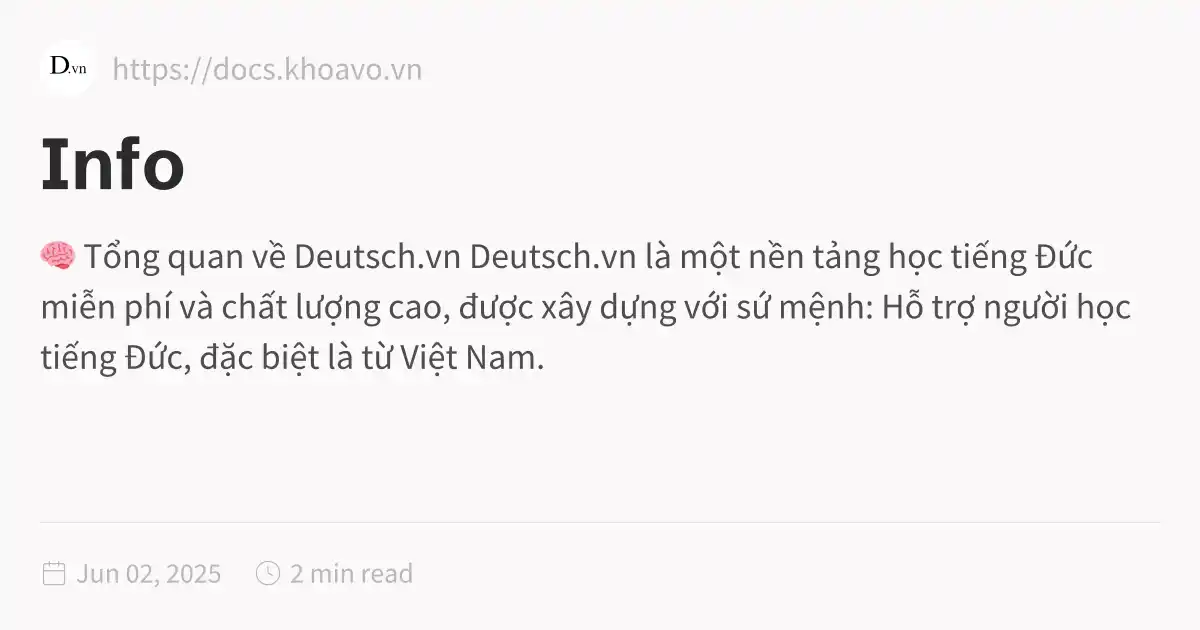 D.vn https://docs.khoavo.vn
Info
🧠 Tổng quan về Deutsch.vn Deutsch.vn là một nền tảng học tiếng Đức
miễn phí và chất lượng cao, được xây dựng với sứ mệnh: Hỗ trợ người học
tiếng Đức, đặc biệt là từ Việt Nam.
Jun 02, 2025 2 min read